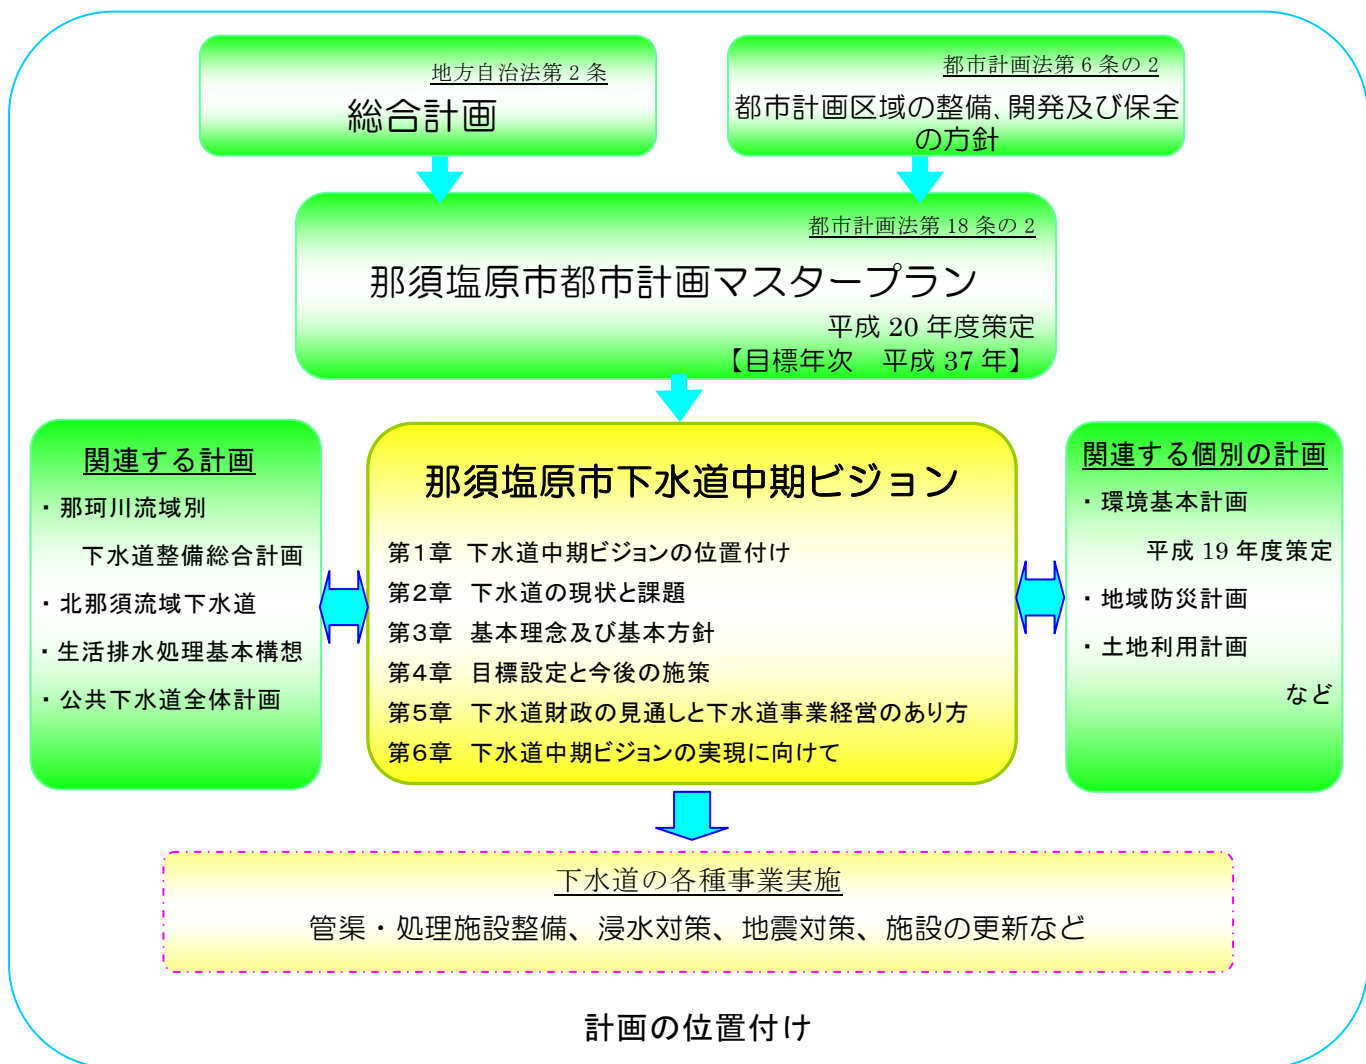 地方自治法第 2 条
総合計画
都市計画法第 6 条の 2
都市計画区域の整備、開発及び保全
の方針
都市計画法第 18 条の 2
那須塩原市都市計画マスタープラン
平成 20 年度策定
【目標年次　平成 37 年】
関連する計画
・那珂川流域別
下水道整備総合計画
・北那須流域下水道
・生活排水処理基本構想
・公共下水道全体計画
那須塩原市下水道中期ビジョン
第1章 下水道中期ビジョンの位置付け
第2章 下水道の現状と課題
第3章 基本理念及び基本方針
第4章 目標設定と今後の施策
第5章 下水道財政の見通しと下水道事業経営のあり方
第6章 下水道中期ビジョンの実現に向けて
関連する個別の計画
・環境基本計画
平成 19 年度策定
・地域防災計画
・土地利用計画
など
下水道の各種事業実施
管渠・処理施設整備、浸水対策、地震対策、施設の更新など
計画の位置付け